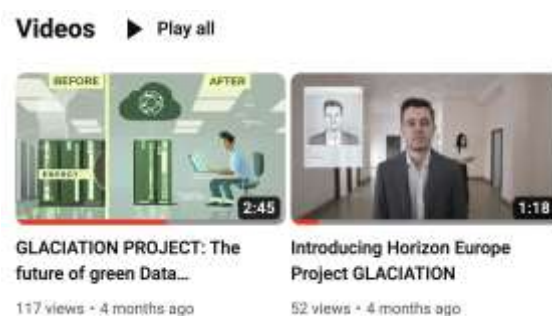 Videos ▶ Play all
BEFORE AFTER
ENERGY
2:45
1:18
GLACIATION PROJECT: The
future of green Data...
117 views • 4 months ago
Introducing Horizon Europe
Project GLACIATION
52 views • 4 months ago